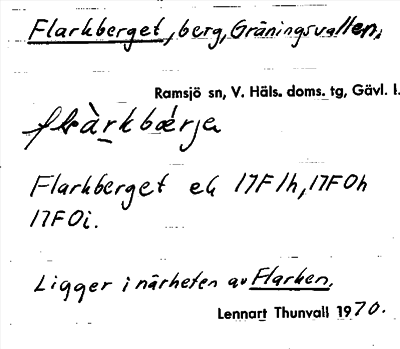 Flarkberget, berg, Gräningsvallen,
Ramsjö sn, V. Häls. doms. tg, Gävl. l.
flàrkbærja
Flarkberget ek 17F1h, 17F0h
17F0i.
Ligger i närheten av Flarken.
Lennart Thunvall 1970.